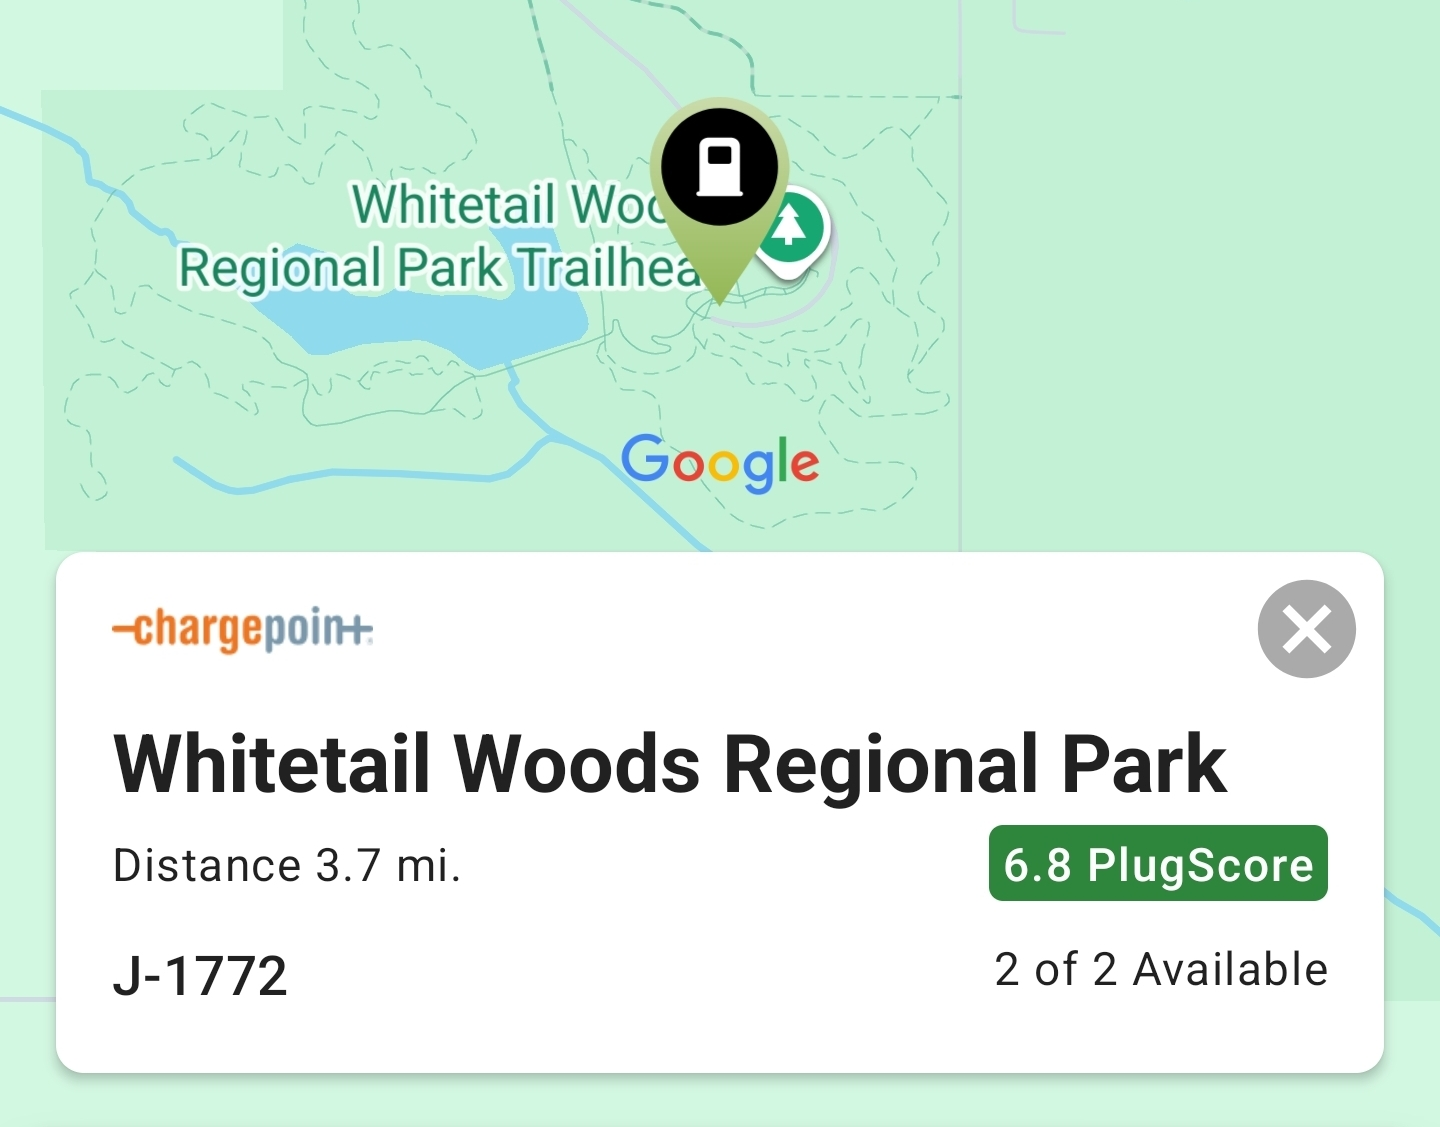 Whitetail Woo
Regional Park Trailhea
Google
chargepoint
Whitetail Woods Regional Park
Distance 3.7 mi.
6.8 PlugScore
J-1772
2 of 2 Available